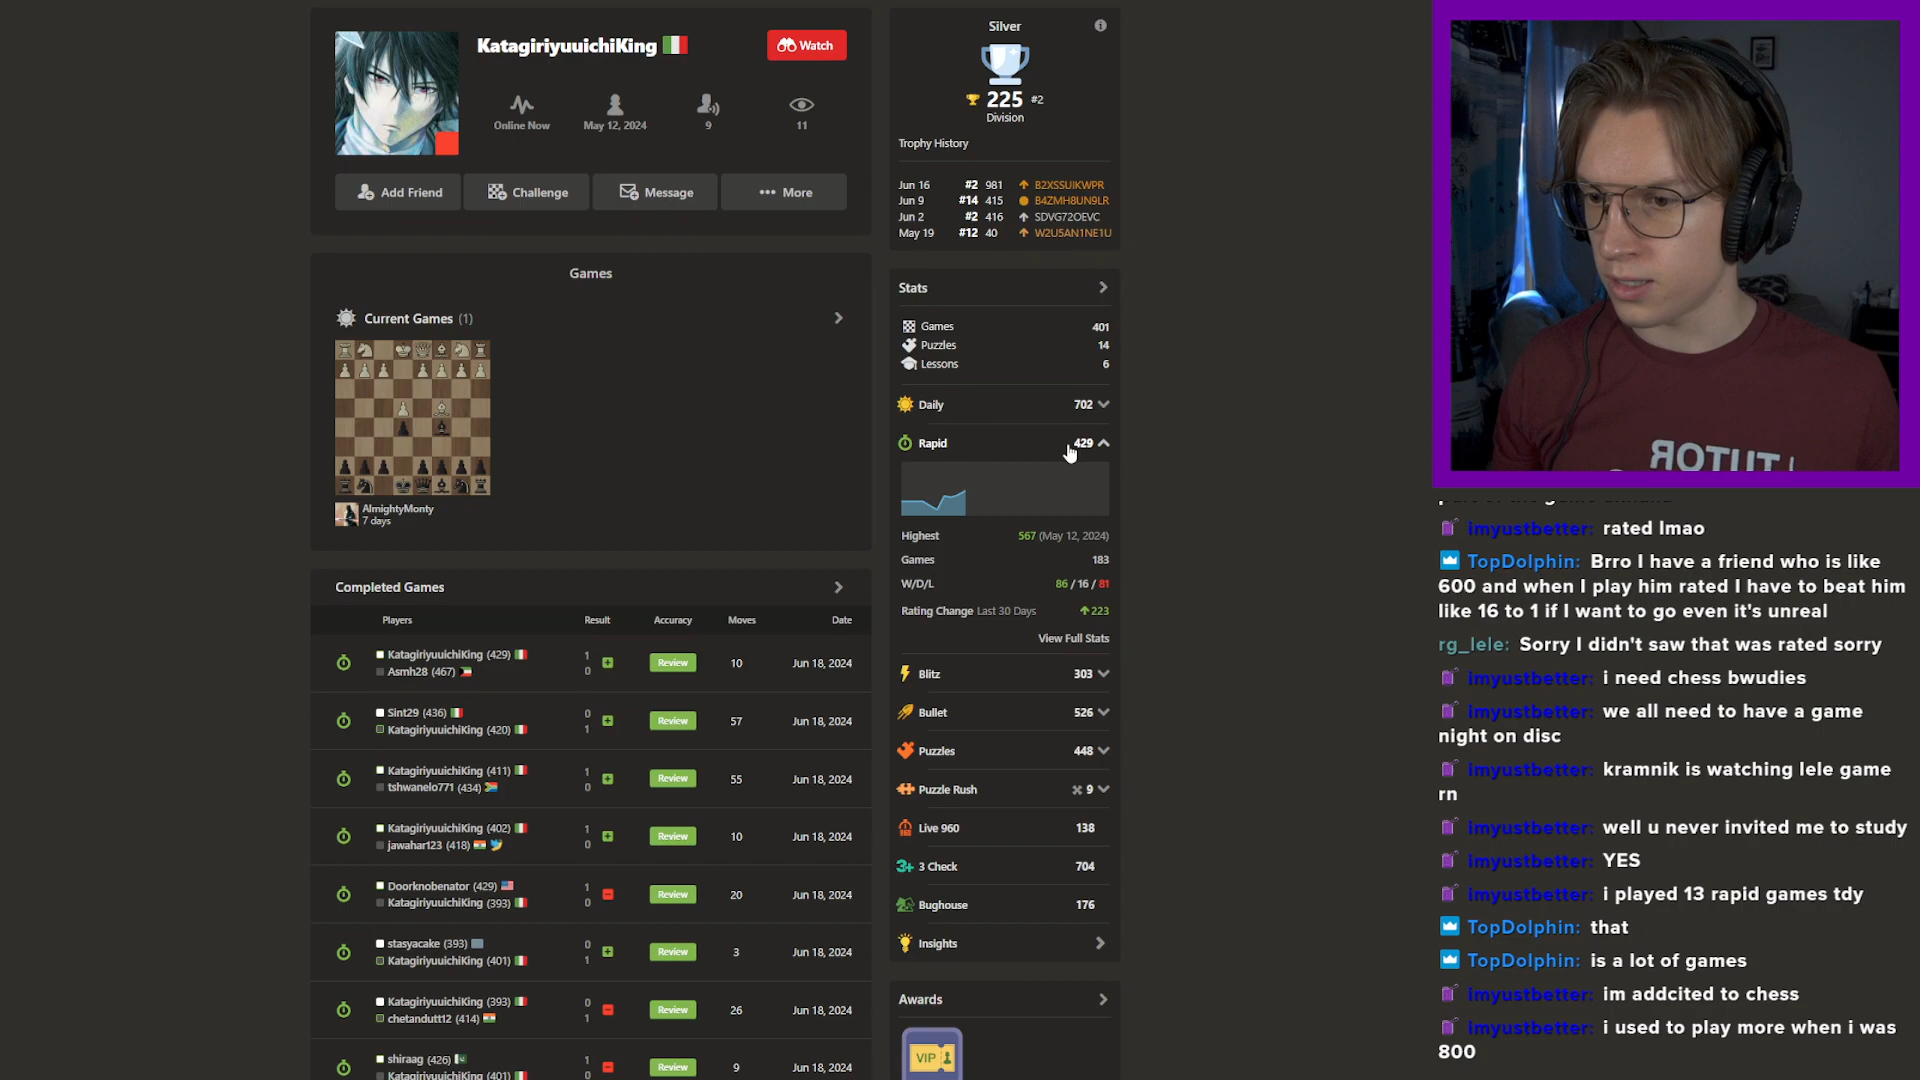 KatagiriyuuichiKing
Watch
Online Now
May 12, 2024
9
11
Add Friend
Challenge
Message
More
Games
Current Games (1)
AlmightyMonty
7 days
Completed Games
Players Result Accuracy Moves Date
KatagiriyuuichiKing (429)
Asmh28 (467)
1
0
Review
10
Jun 18, 2024
Sint29 (436)
KatagiriyuuichiKing (420)
0
1
Review
57
Jun 18, 2024
KatagiriyuuichiKing (411)
tshwanelo771 (434)
1
0
Review
55
Jun 18, 2024
KatagiriyuuichiKing (402)
jawahar123 (418)
1
0
Review
10
Jun 18, 2024
Doorknobenator (429)
KatagiriyuuichiKing (393)
1
0
Review
20
Jun 18, 2024
stasyacake (393)
KatagiriyuuichiKing (401)
0
1
Review
3
Jun 18, 2024
KatagiriyuuichiKing (393)
chetandutt12 (414)
0
1
Review
26
Jun 18, 2024
shiraag (426)
KatagiriyuuichiKing (401)
1
0
Review
9
Jun 18, 2024
Silver
225 #2
Division
Trophy History
Jun 16 #2 981 B2XSSUIKWPR
Jun 9 #14 415 B4ZMH8UN9LR
Jun 2 #2 416 SDVG72OEVC
May 19 #12 40 W2U5AN1NE1U
Stats
Games 401
Puzzles 14
Lessons 6
Daily 702
Rapid 429
Highest 567 (May 12, 2024)
Games 183
W/D/L 86 / 16 / 81
Rating Change Last 30 Days 223
View Full Stats
Blitz 303
Bullet 526
Puzzles 448
Puzzle Rush 9
Live 960 138
3 Check 704
Bughouse 176
Insights
Awards
VIP
TUTOR
imyustbetter: rated lmao
TopDolphin: Brro I have a friend who is like
600 and when I play him rated I have to beat him
like 16 to 1 if I want to go even it's unreal
rg_lele: Sorry I didn't saw that was rated sorry
imyustbetter: i need chess bwudies
imyustbetter: we all need to have a game
night on disc
imyustbetter: kramnik is watching lele game
rn
imyustbetter: well u never invited me to study
imyustbetter: YES
imyustbetter: i played 13 rapid games tdy
TopDolphin: that
TopDolphin: is a lot of games
imyustbetter: im addcited to chess
imyustbetter: i used to play more when i was
800